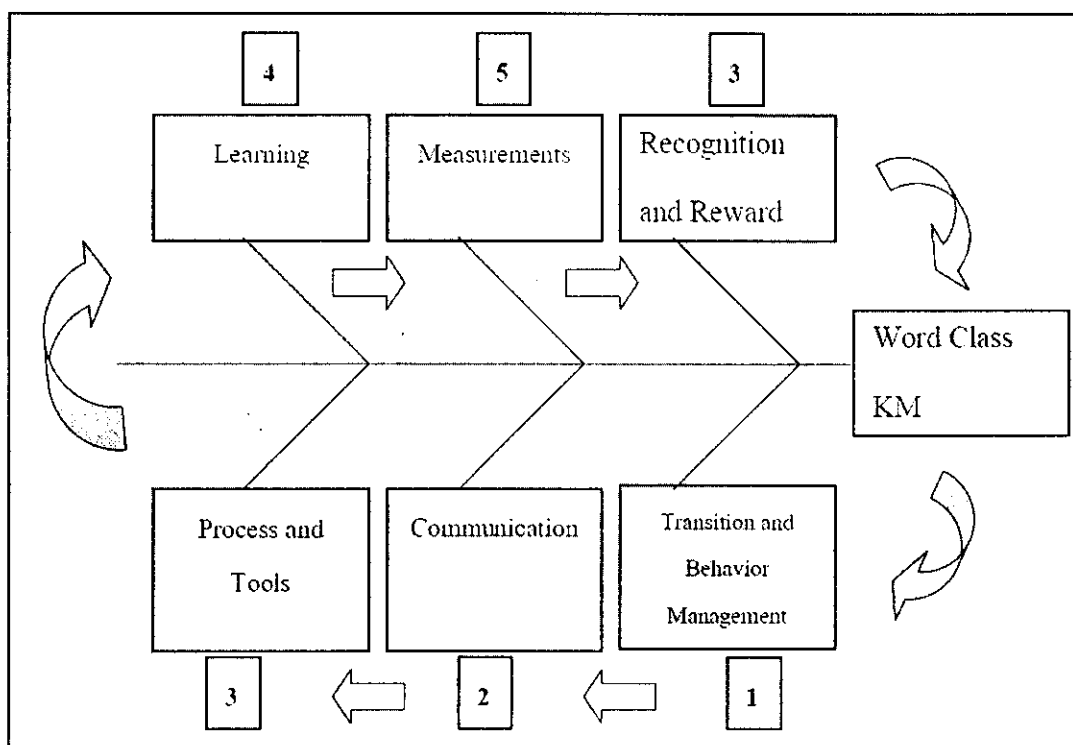 4
5
3
Learning
Measurements
Recognition
and Reward
Word Class
KM
Process and
Tools
Communication
Transition and
Behavior
Management
3
2
1